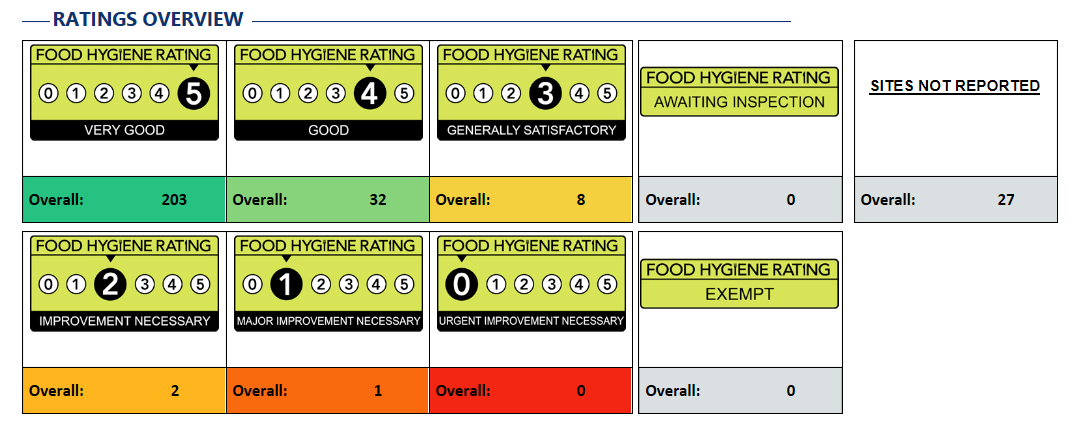 RATINGS OVERVIEW
FOOD HYGIENE RATING
0 1 2 3 4 5
VERY GOOD
Overall: 203
FOOD HYGIENE RATING
0 1 2 3 4 5
GOOD
Overall: 32
FOOD HYGIENE RATING
0 1 2 3 4 5
GENERALLY SATISFACTORY
Overall: 8
FOOD HYGIENE RATING
AWAITING INSPECTION
Overall: 0
SITES NOT REPORTED
Overall: 27
FOOD HYGIENE RATING
0 1 2 3 4 5
IMPROVEMENT NECESSARY
Overall: 2
FOOD HYGIENE RATING
0 1 2 3 4 5
MAJOR IMPROVEMENT NECESSARY
Overall: 1
FOOD HYGIENE RATING
0 1 2 3 4 5
URGENT IMPROVEMENT NECESSARY
Overall: 0
FOOD HYGIENE RATING
EXEMPT
Overall: 0